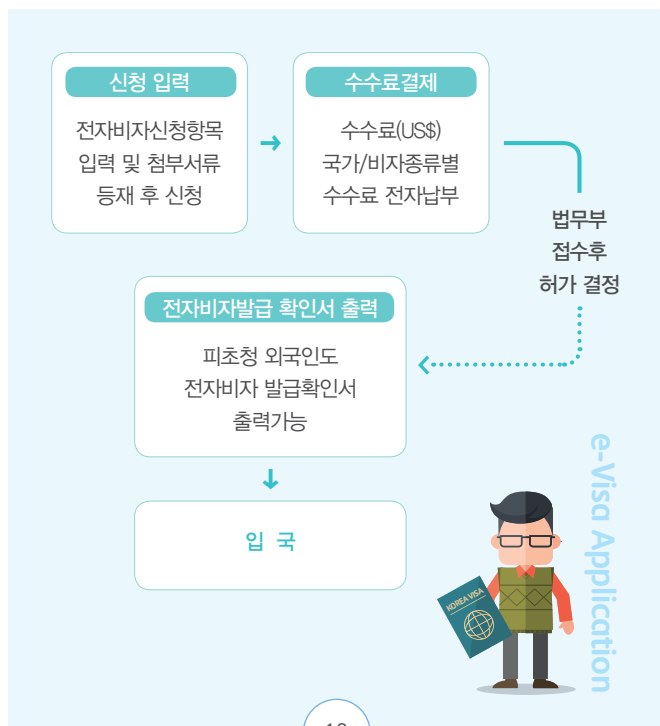 신청 입력
전자비자신청항목
입력 및 첨부서류
등재 후 신청
수수료결제
수수료(US$)
국가/비자종류별
수수료 전자납부
법무부
접수후
허가 결정
전자비자발급 확인서 출력
피초청 외국인도
전자비자 발급확인서
출력가능
입 국
e-Visa Application
KOREA VISA